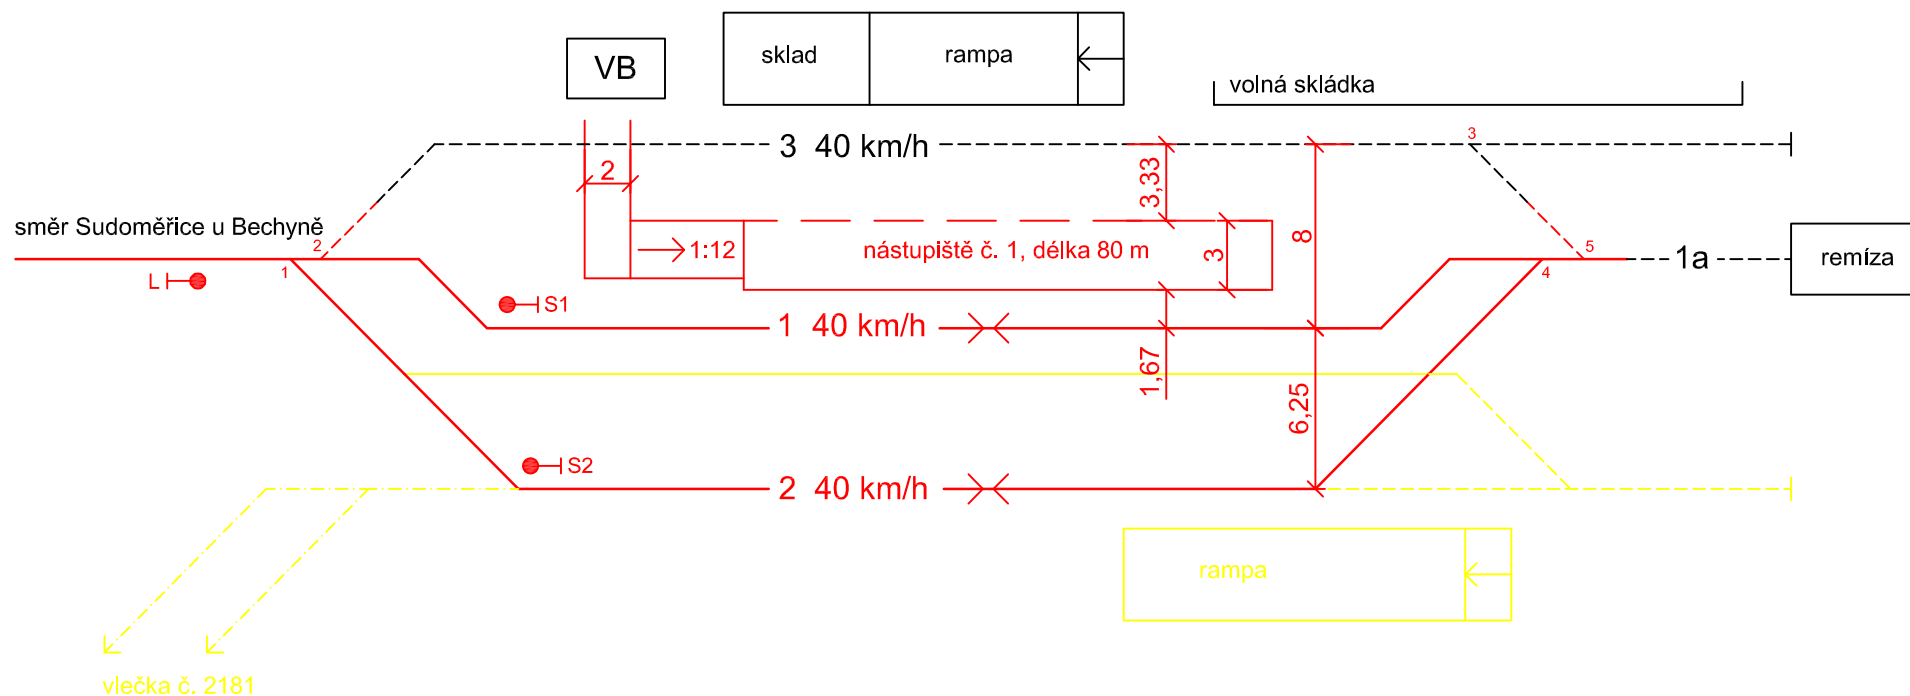 VB
sklad
rampa
volná skládka
3 40 km/h
3
2
3,33
směr Sudoměřice u Bechyně
2
1
L
S1
1:12
nástupiště č. 1, délka 80 m
3
8
5
4
1a
remíza
1 40 km/h
1,67
6,25
S2
2 40 km/h
rampa
vlečka č. 2181